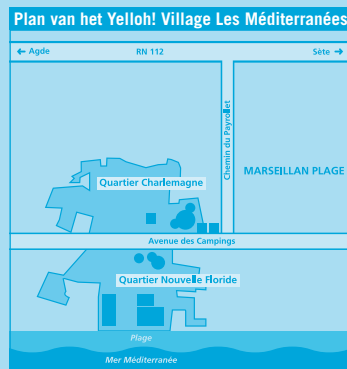 Plan van het Yelloh! Village Les Méditerranées
← Agde RN 112 Sète →
Chemin du Payrollet
Quartier Charlemagne
MARSEILLAN PLAGE
Avenue des Campings
Quartier Nouvelle Floride
Plage
Mer Méditerranée